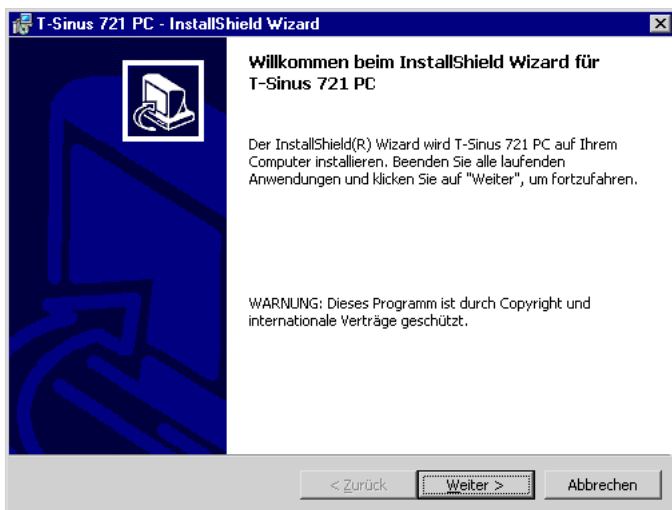 T-Sinus 721 PC - InstallShield Wizard
Willkommen beim InstallShield Wizard für
T-Sinus 721 PC
Der InstallShield(R) Wizard wird T-Sinus 721 PC auf Ihrem
Computer installieren. Beenden Sie alle laufenden
Anwendungen und klicken Sie auf "Weiter", um fortzufahren.
WARNUNG: Dieses Programm ist durch Copyright und
internationale Verträge geschützt.
< Zurück Weiter > Abbrechen